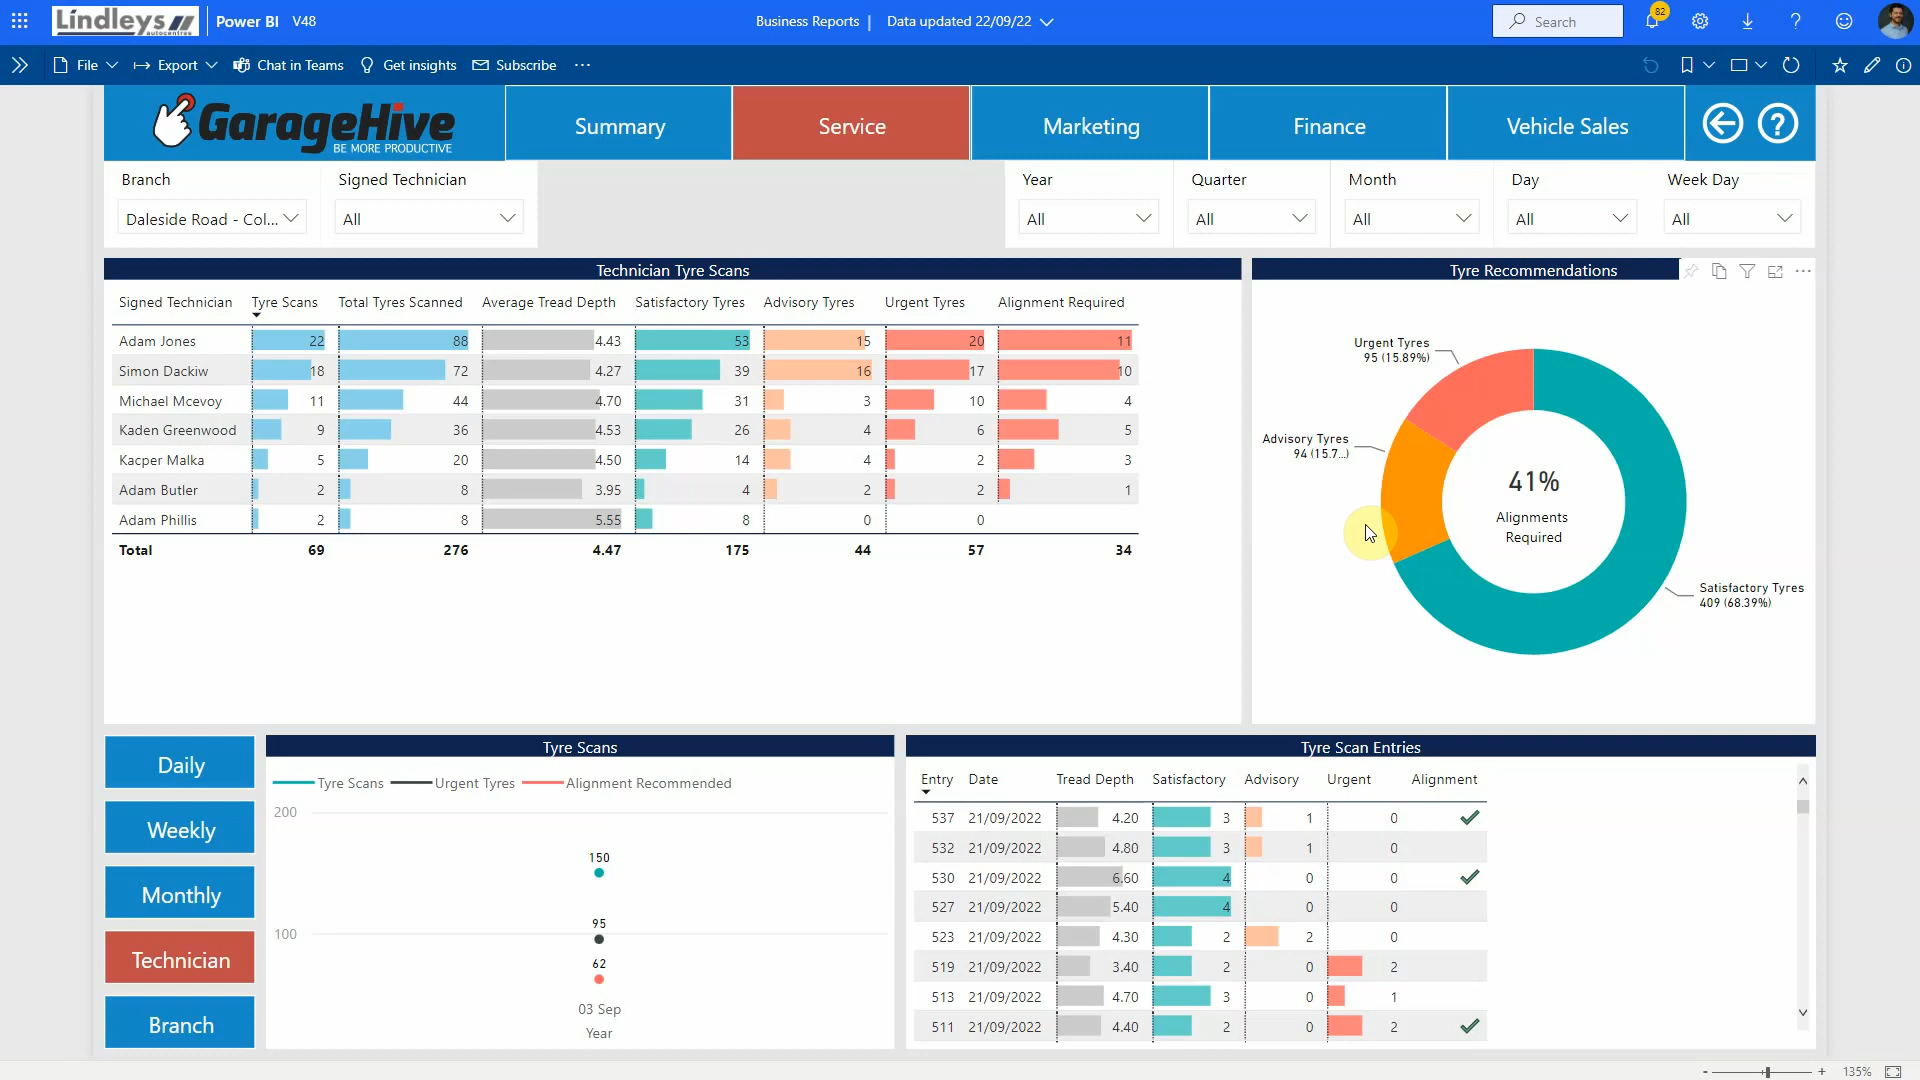 Lindleys autocentres Power BI V48 Business Reports | Data updated 22/09/22 Search 82
File Export Chat in Teams Get insights Subscribe ...
GarageHive
BE MORE PRODUCTIVE
Summary Service Marketing Finance Vehicle Sales
Branch Signed Technician Year Quarter Month Day Week Day
Daleside Road - Col... All All All All All All
Technician Tyre Scans
Signed Technician Tyre Scans Total Tyres Scanned Average Tread Depth Satisfactory Tyres Advisory Tyres Urgent Tyres Alignment Required
Adam Jones 22 88 4.43 53 15 20 11
Simon Dackiw 18 72 4.27 39 16 17 10
Michael Mcevoy 11 44 4.70 31 3 10 4
Kaden Greenwood 9 36 4.53 26 4 6 5
Kacper Malka 5 20 4.50 14 4 2 3
Adam Butler 2 8 3.95 4 2 2 1
Adam Phillis 2 8 5.55 8 0 0
Total 69 276 4.47 175 44 57 34
Tyre Recommendations
Urgent Tyres
95 (15.89%)
Advisory Tyres
94 (15.7...)
41%
Alignments
Required
Satisfactory Tyres
409 (68.39%)
Daily
Weekly
Monthly
Technician
Branch
Tyre Scans
Tyre Scans Urgent Tyres Alignment Recommended
200
150
95
100
62
03 Sep
Year
Tyre Scan Entries
Entry Date Tread Depth Satisfactory Advisory Urgent Alignment
537 21/09/2022 4.20 3 1 0
532 21/09/2022 4.80 3 1 0
530 21/09/2022 6.60 4 0 0
527 21/09/2022 5.40 4 0 0
523 21/09/2022 4.30 2 2 0
519 21/09/2022 3.40 2 0 2
513 21/09/2022 4.70 3 0 1
511 21/09/2022 4.40 2 0 2
- + 135%